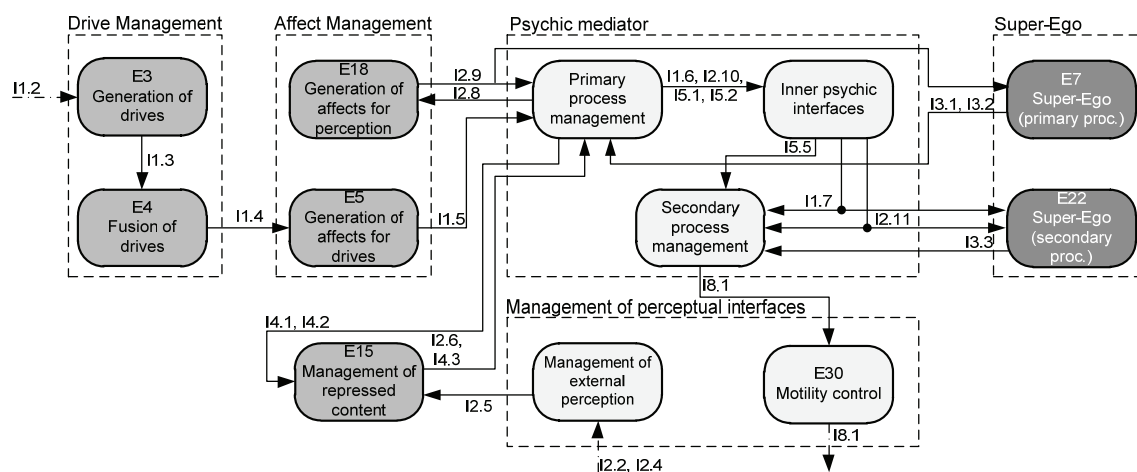 Drive Management
Affect Management
Psychic mediator
Super-Ego
I1.2
E3
Generation of
drives
I1.3
E4
Fusion of
drives
I1.4
E18
Generation of
affects for
perception
I2.9
I2.8
E5
Generation of
affects for
drives
I1.5
Primary
process
management
I1.6, I2.10,
I5.1, I5.2
Inner psychic
interfaces
I5.5
E7
Super-Ego
(primary proc.)
I3.1, I3.2
Secondary
process
management
I1.7
I2.11
I3.3
E22
Super-Ego
(secondary
proc.)
I8.1
I4.1, I4.2
I2.6,
I4.3
E15
Management of
repressed
content
I2.5
Management of perceptual interfaces
Management of
external
perception
I2.2, I2.4
E30
Motility control
I8.1